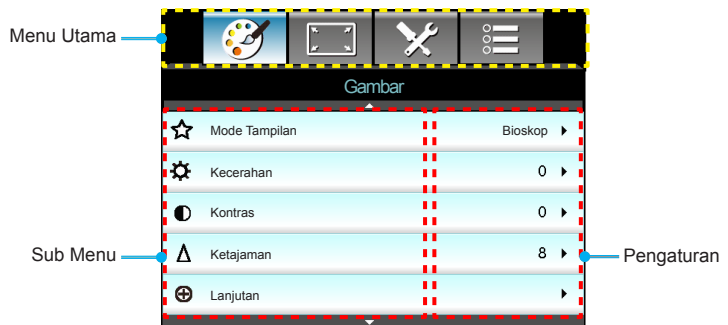 Menu Utama
Gambar
Mode Tampilan Bioskop
Kecerahan 0
Kontras 0
Sub Menu Ketajaman 8 Pengaturan
Lanjutan